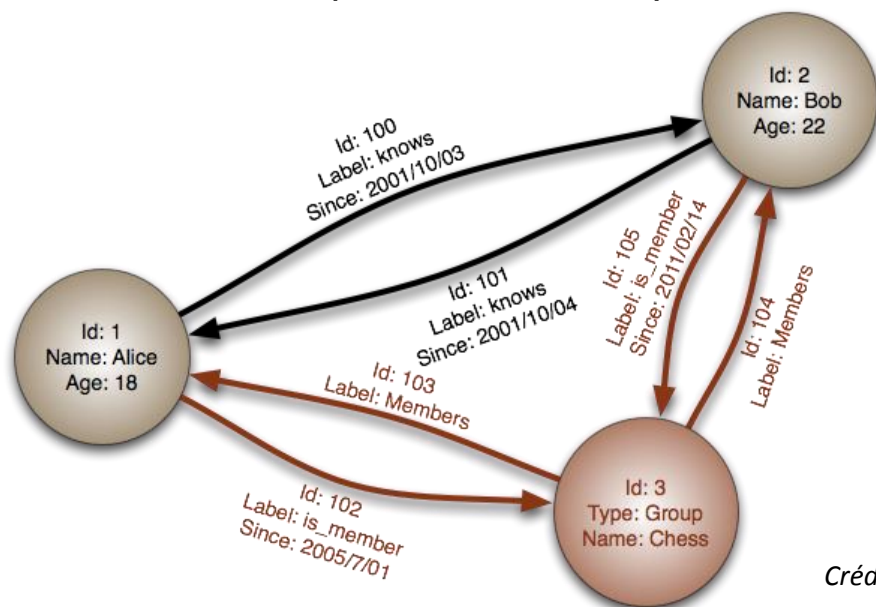 Id: 2
Name: Bob
Age: 22
Id: 100
Label: knows
Since: 2001/10/03
Id: 101
Label: knows
Since: 2001/10/04
Id: 105
Label: is_member
Since: 2011/02/14
Id: 104
Label: Members
Id: 1
Name: Alice
Age: 18
Id: 103
Label: Members
Id: 102
Label: is_member
Since: 2005/7/01
Id: 3
Type: Group
Name: Chess
Créd